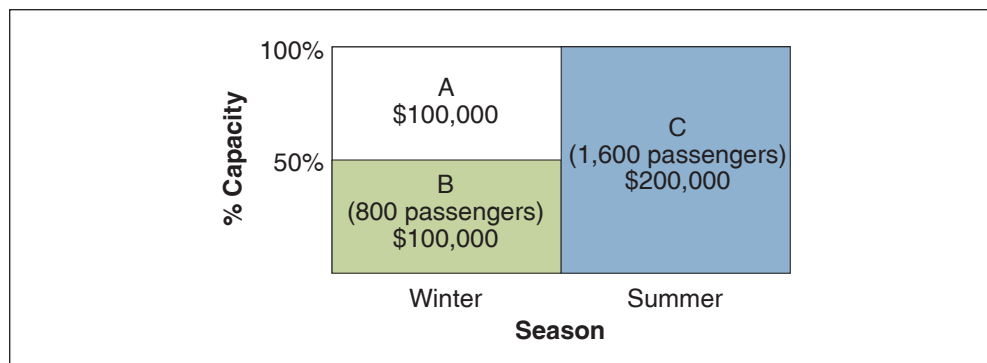 100%
A
$100,000
50%
B
(800 passengers)
$100,000
C
(1,600 passengers)
$200,000
% Capacity
Winter
Summer
Season